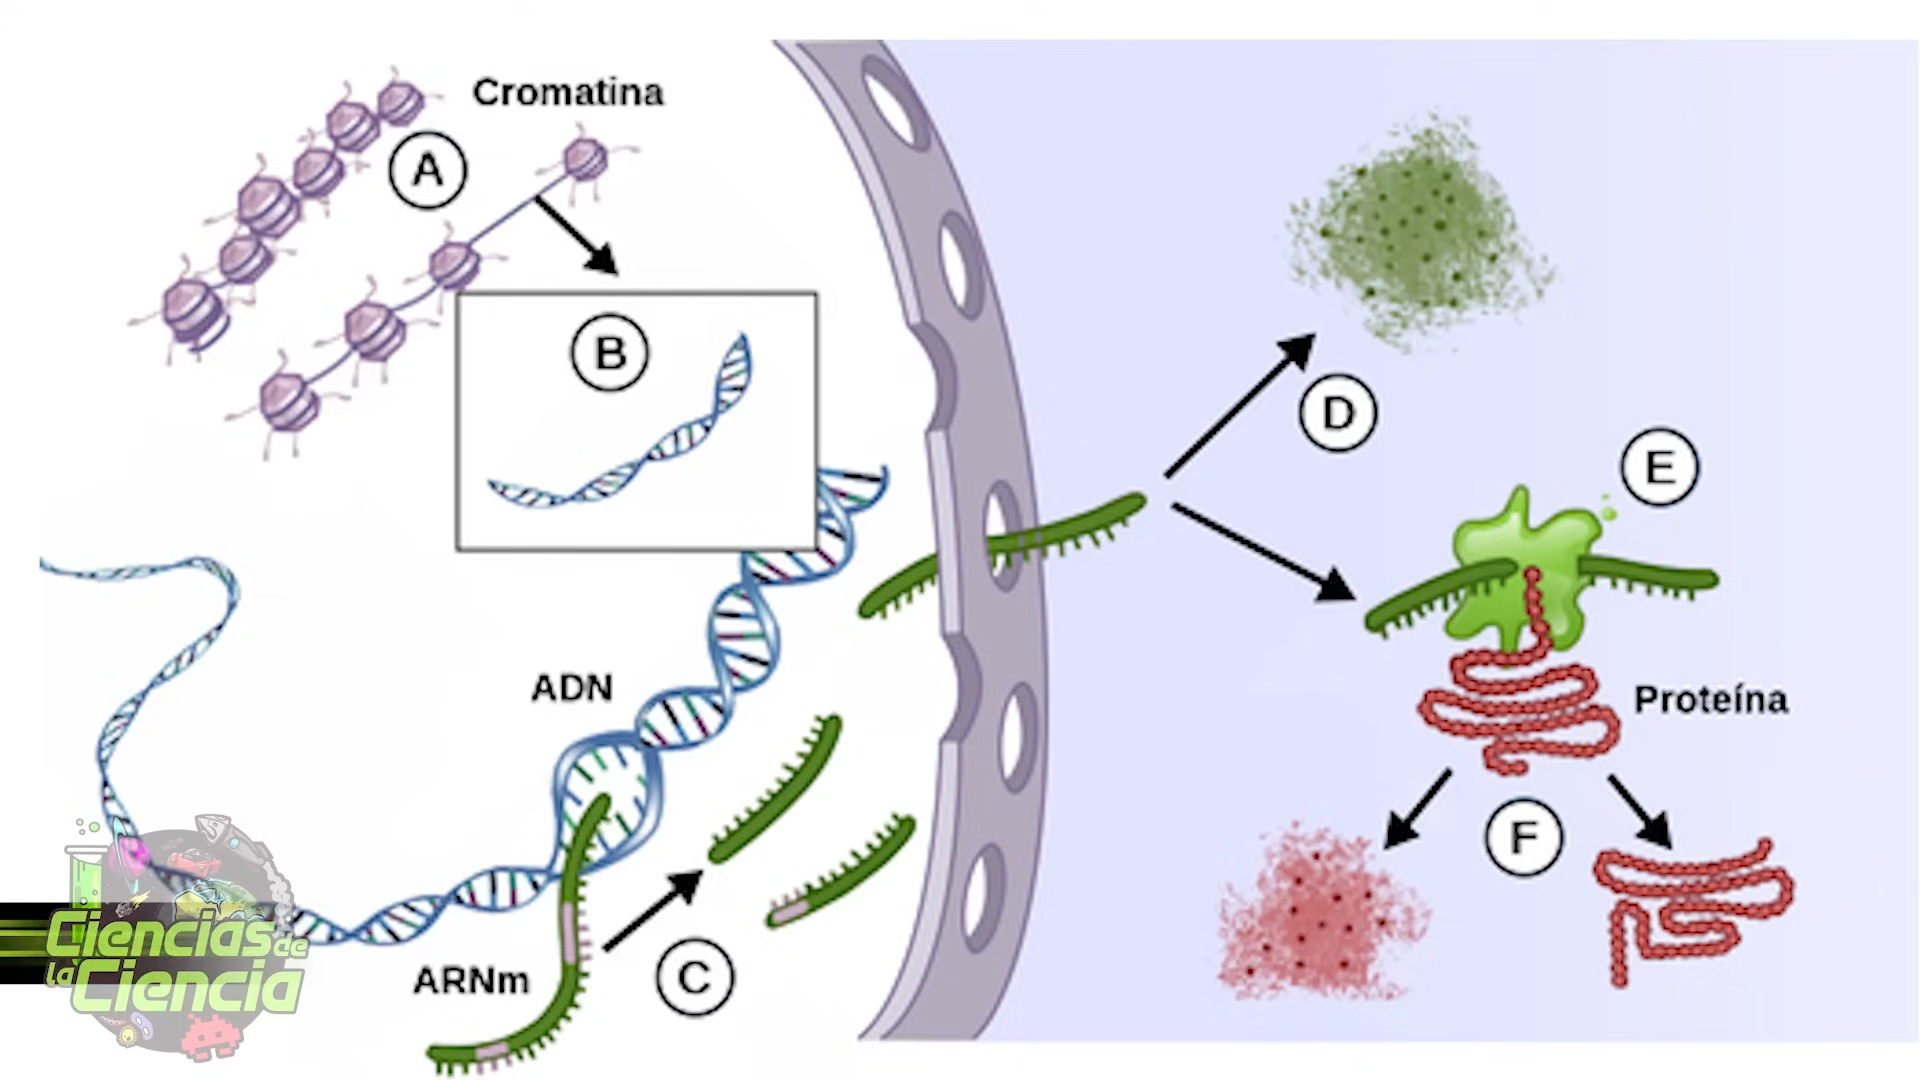 Cromatina
A
B
D
E
ADN
Proteína
F
ARNm
C
Ciencias de
la Ciencia